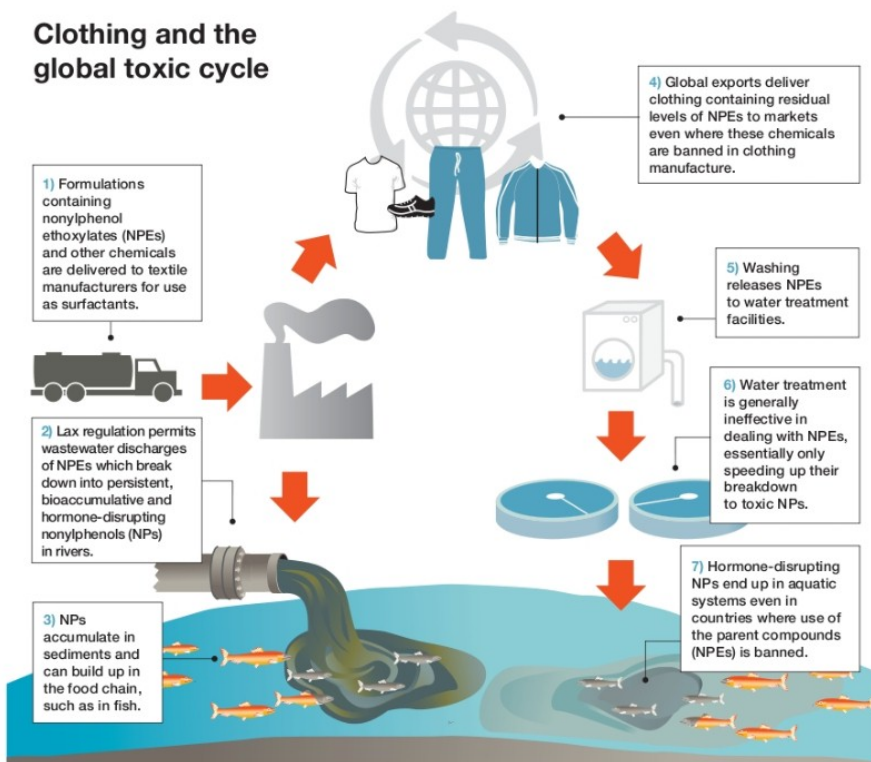 Clothing and the
global toxic cycle
1) Formulations
containing
nonylphenol
ethoxylates (NPEs)
and other chemicals
are delivered to textile
manufacturers for use
as surfactants.
2) Lax regulation permits
wastewater discharges
of NPEs which break
down into persistent,
bioaccumulative and
hormone-disrupting
nonylphenols (NPs)
in rivers.
3) NPs
accumulate in
sediments and
can build up in
the food chain,
such as in fish.
4) Global exports deliver
clothing containing residual
levels of NPEs to markets
even where these chemicals
are banned in clothing
manufacture.
5) Washing
releases NPEs
to water treatment
facilities.
6) Water treatment
is generally
ineffective in
dealing with NPEs,
essentially only
speeding up their
breakdown
to toxic NPs.
7) Hormone-disrupting
NPs end up in aquatic
systems even in
countries where use of
the parent compounds
(NPEs) is banned.